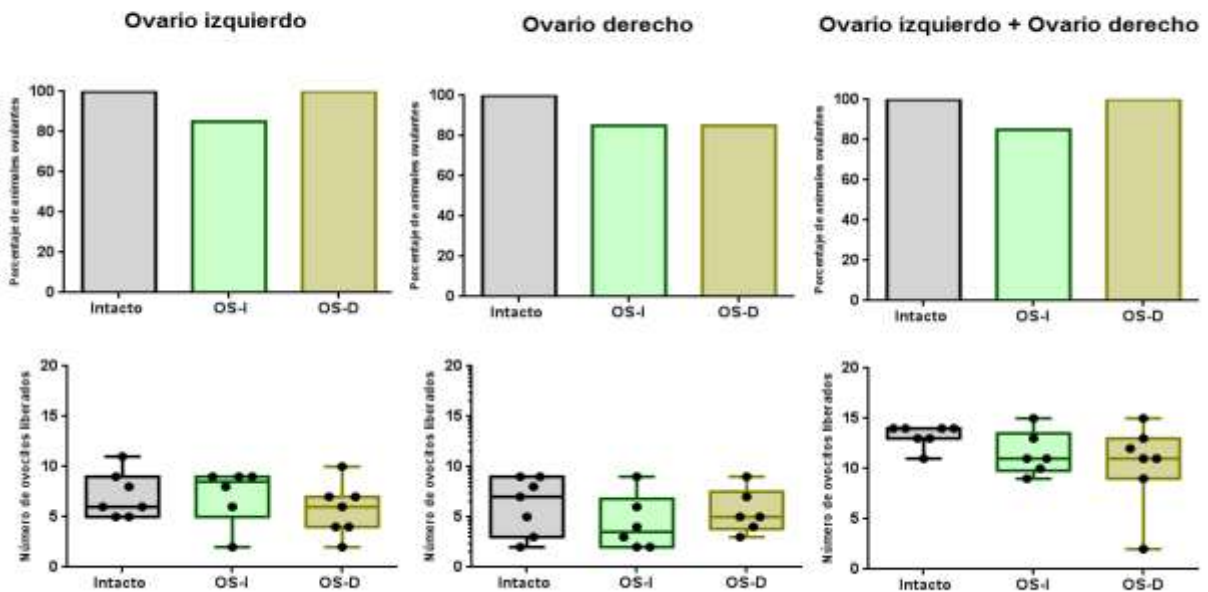 Ovario izquierdo
Ovario derecho
Ovario izquierdo + Ovario derecho
Porcentaje de animales ovulantes
100
80
60
40
20
0
Intacto OS-I OS-D
Porcentaje de animales ovulantes
100
80
60
40
20
0
Intacto OS-I OS-D
Porcentaje de animales ovulantes
100
80
60
40
20
0
Intacto OS-I OS-D
Número de ovocitos liberados
20
15
10
5
0
Intacto OS-I OS-D
Número de ovocitos liberados
20
15
10
5
0
Intacto OS-I OS-D
Número de ovocitos liberados
20
15
10
5
0
Intacto OS-I OS-D